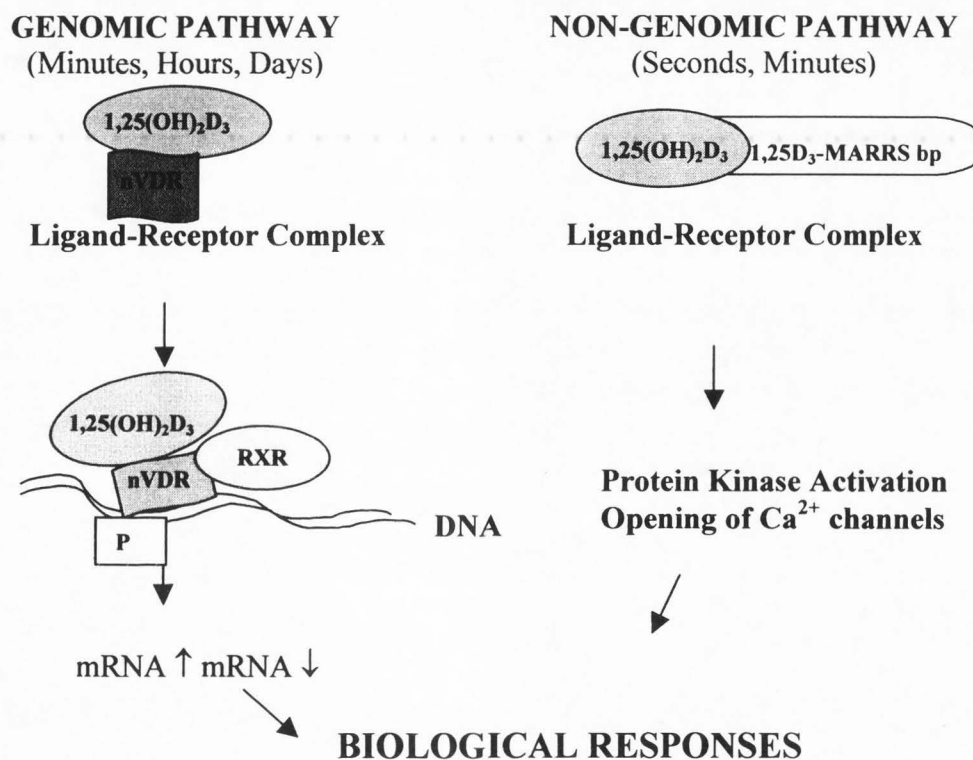 GENOMIC PATHWAY
(Minutes, Hours, Days)
1,25(OH)₂D₃
nVDR
Ligand-Receptor Complex
1,25(OH)₂D₃
RXR
nVDR
DNA
P
mRNA ↑ mRNA ↓
NON-GENOMIC PATHWAY
(Seconds, Minutes)
1,25(OH)₂D₃
1,25D₃-MARRS bp
Ligand-Receptor Complex
Protein Kinase Activation
Opening of Ca²⁺ channels
BIOLOGICAL RESPONSES